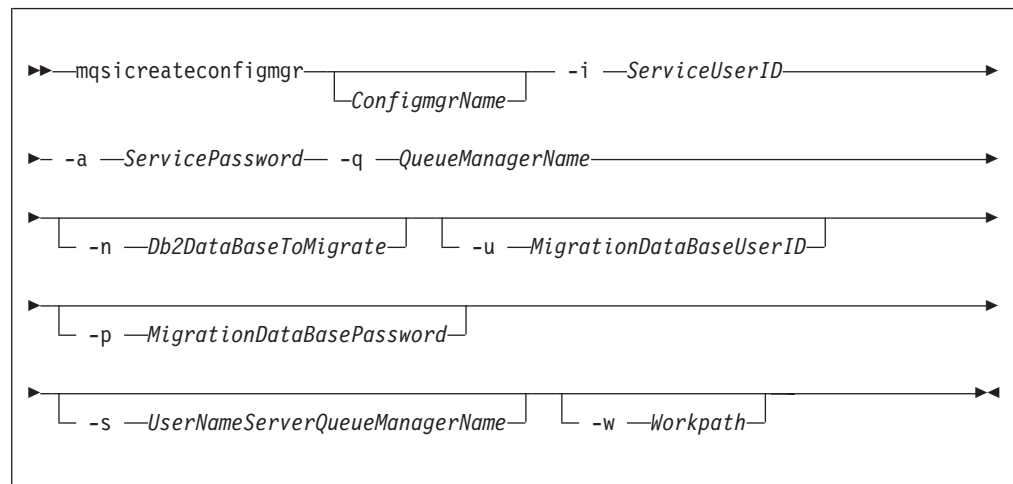 mqsicreateconfigmgr -i ServiceUserID
ConfigmgrName
-a ServicePassword -q QueueManagerName
-n Db2DataBaseToMigrate -u MigrationDataBaseUserID
-p MigrationDataBasePassword
-s UserNameServerQueueManagerName -w Workpath